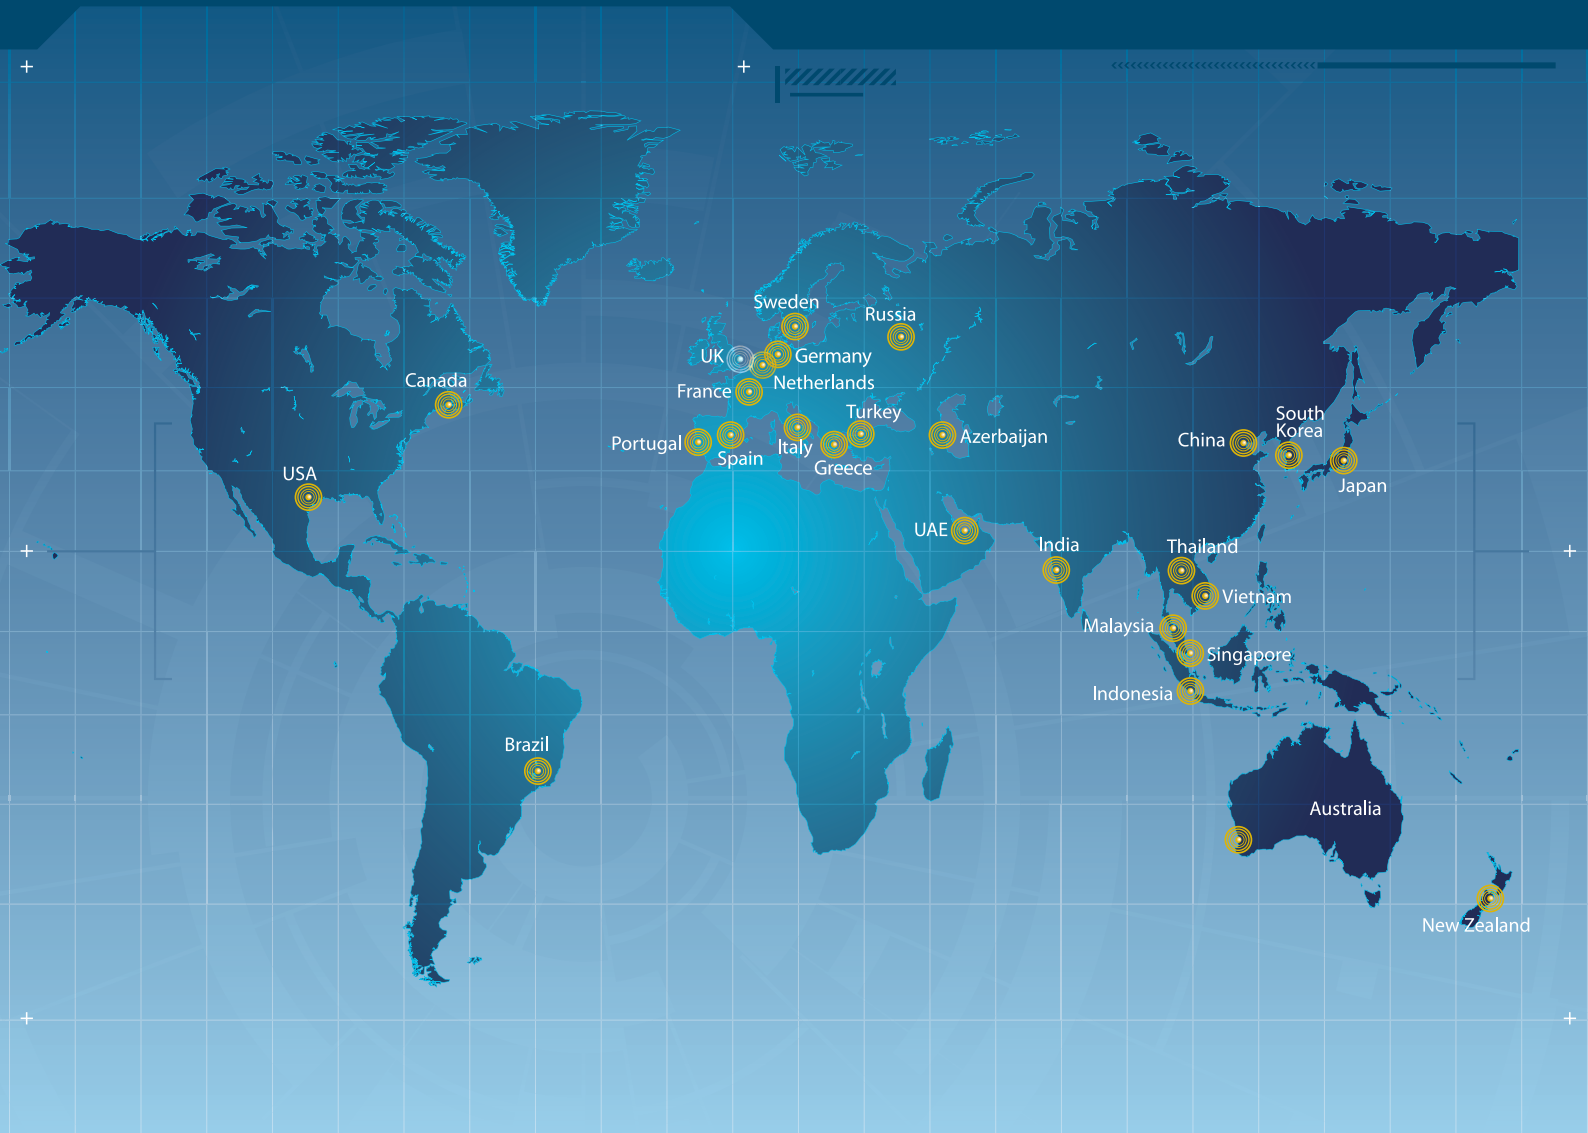 Sweden
Russia
UK
Germany
Canada
Netherlands
France
Turkey
South
Korea
Portugal
Italy
Azerbaijan
China
Spain
Greece
USA
Japan
UAE
India
Thailand
Vietnam
Malaysia
Singapore
Indonesia
Brazil
Australia
New Zealand